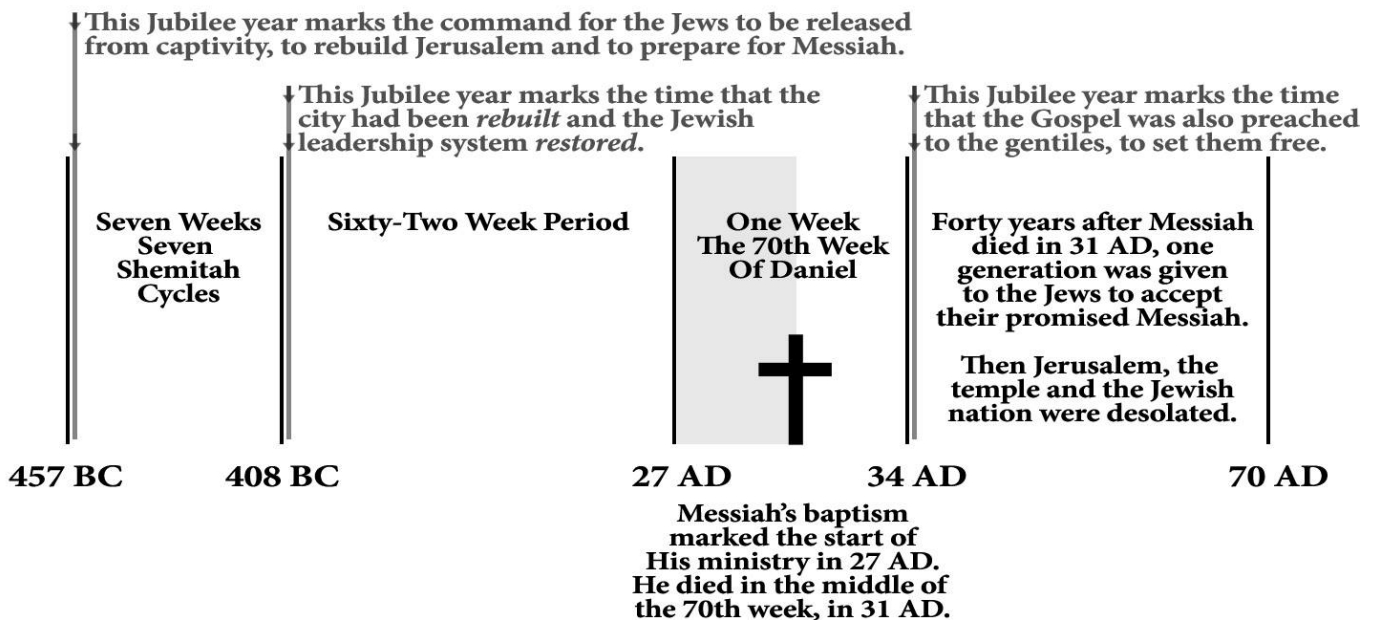 This Jubilee year marks the command for the Jews to be released
from captivity, to rebuild Jerusalem and to prepare for Messiah.
This Jubilee year marks the time that the
city had been rebuilt and the Jewish
leadership system restored.
This Jubilee year marks the time
that the Gospel was also preached
to the gentiles, to set them free.
Seven Weeks
Seven
Shemitah
Cycles
Sixty-Two Week Period
One Week
The 70th Week
Of Daniel
Forty years after Messiah
died in 31 AD, one
generation was given
to the Jews to accept
their promised Messiah.
Then Jerusalem, the
temple and the Jewish
nation were desolated.
457 BC
408 BC
27 AD
34 AD
70 AD
Messiah's baptism
marked the start of
His ministry in 27 AD.
He died in the middle of
the 70th week, in 31 AD.